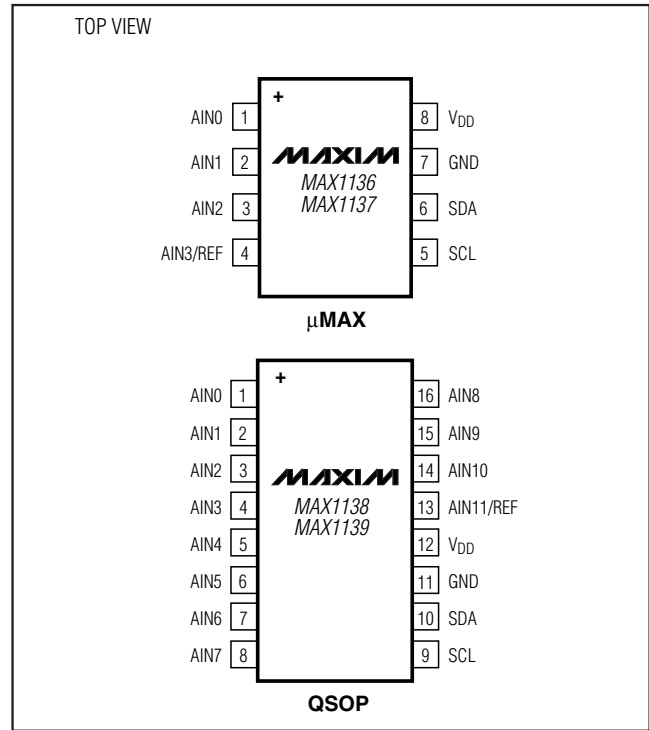 TOP VIEW
+
AIN0 1 8 VDD
AIN1 2 MAXIM 7 GND
MAX1136
MAX1137
AIN2 3 6 SDA
AIN3/REF 4 5 SCL
µMAX
+
AIN0 1 16 AIN8
AIN1 2 15 AIN9
AIN2 3 MAXIM 14 AIN10
AIN3 4 MAX1138 13 AIN11/REF
MAX1139
AIN4 5 12 VDD
AIN5 6 11 GND
AIN6 7 10 SDA
AIN7 8 9 SCL
QSOP